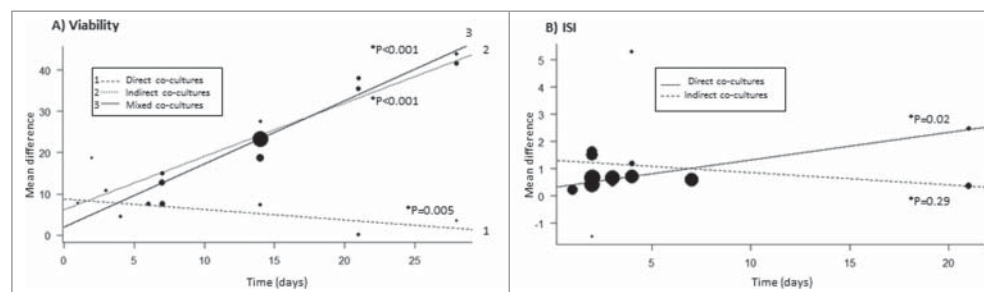 A) Viability
3
*P<0.001
2
1 Direct co-cultures
2 Indirect co-cultures
3 Mixed co-cultures
*P<0.001
*P=0.005
1
Mean difference
40
30
20
10
0
0 5 10 15 20 25
Time (days)
B) ISI
Direct co-cultures
Indirect co-cultures
*P=0.02
*P=0.29
Mean difference
5
4
3
2
1
0
-1
5 10 15 20
Time (days)